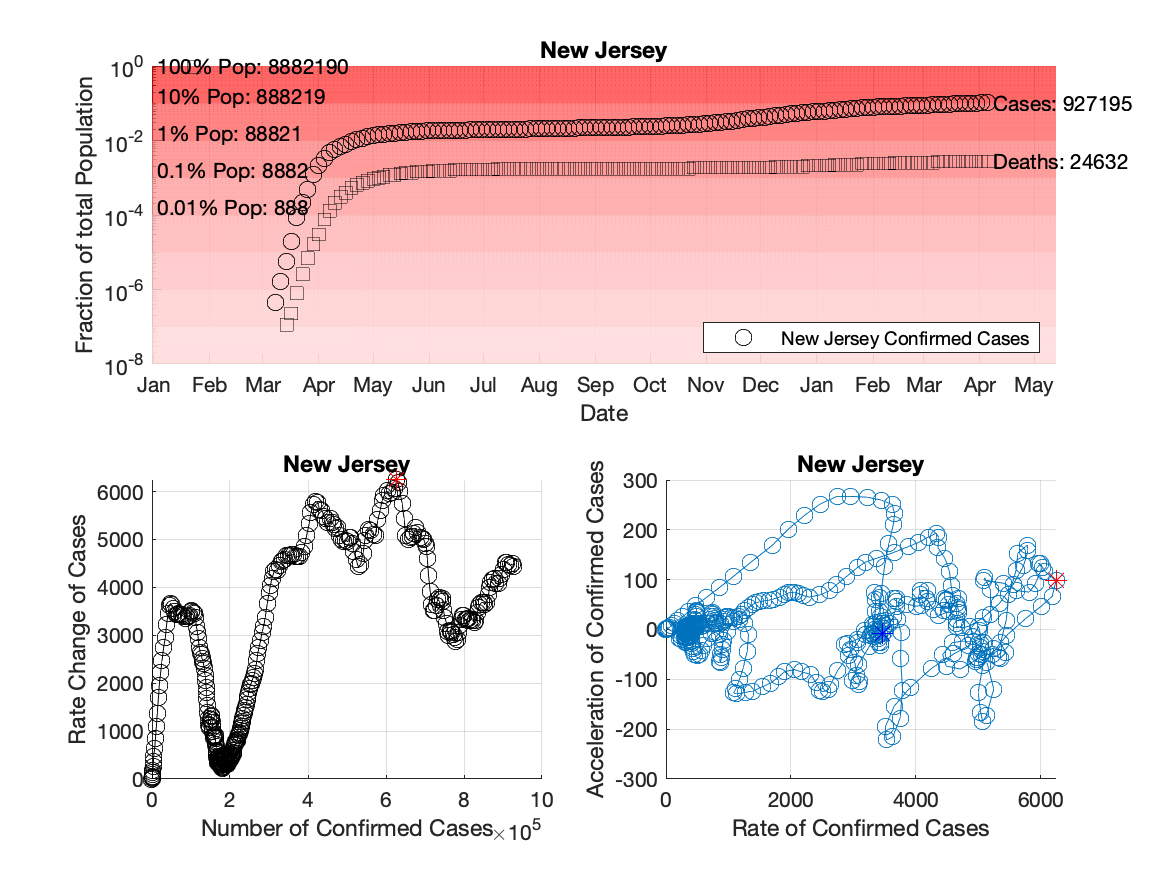 New Jersey
10^0
10^-2
10^-4
10^-6
10^-8
Fraction of total Population
100% Pop: 8882190
10% Pop: 888219
1% Pop: 88821
0.1% Pop: 8882
0.01% Pop: 888
Cases: 927195
Deaths: 24632
New Jersey Confirmed Cases
Jan Feb Mar Apr May Jun Jul Aug Sep Oct Nov Dec Jan Feb Mar Apr May
Date
New Jersey
6000
5000
4000
3000
2000
1000
0
Rate Change of Cases
0 2 4 6 8 10
Number of Confirmed Cases ×10^5
New Jersey
300
200
100
0
-100
-200
-300
Acceleration of Confirmed Cases
0 2000 4000 6000
Rate of Confirmed Cases